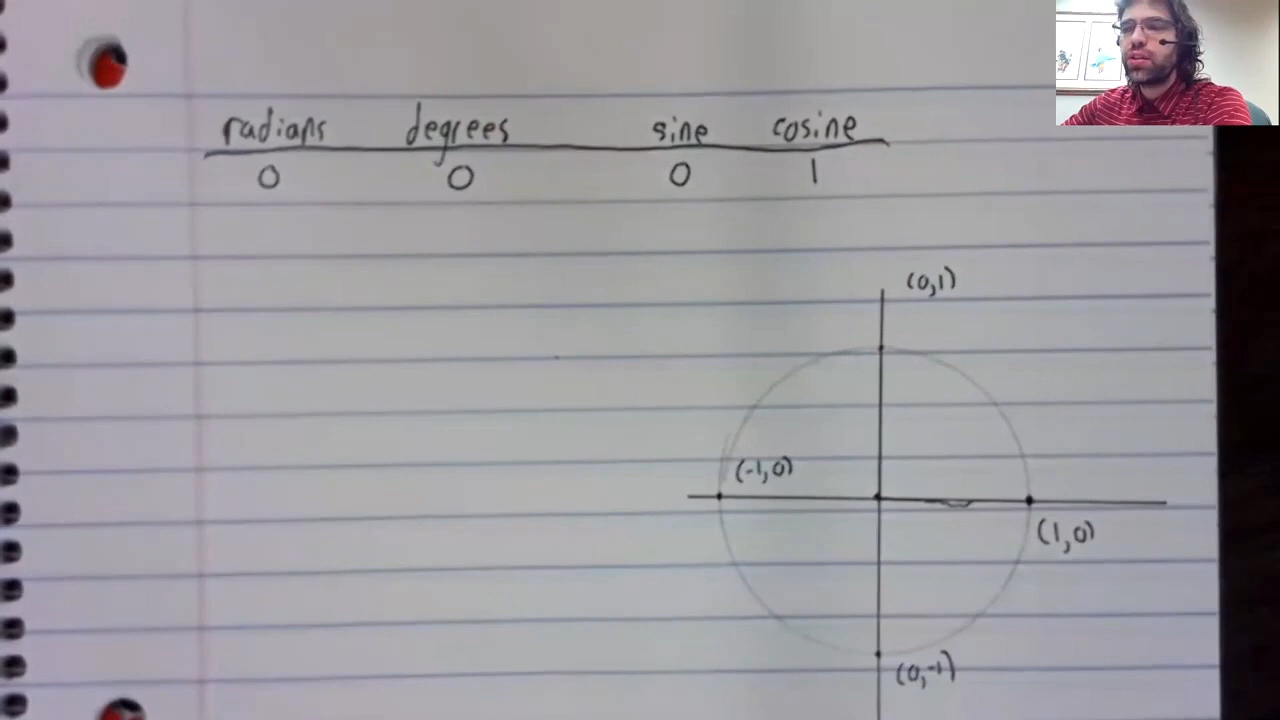 radians degrees sine cosine
0 0 0 1
(0,1)
(-1,0)
(1,0)
(0,-1)